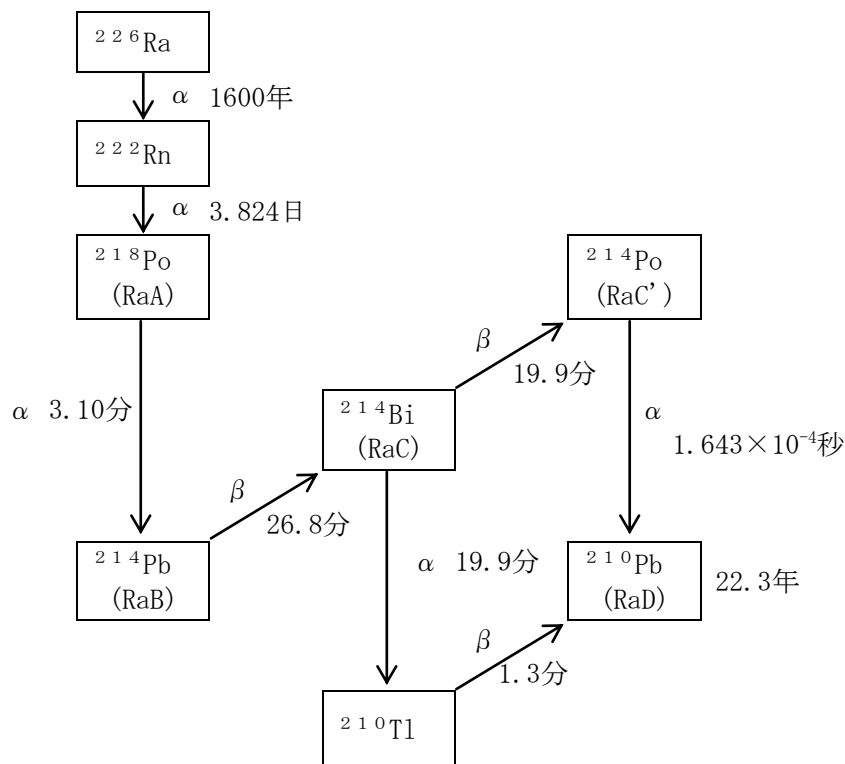 ²²⁶Ra
α 1600年
²²²Rn
α 3.824日
²¹⁸Po
(RaA)
²¹⁴Po
(RaC')
β
19.9分
α 3.10分
²¹⁴Bi
(RaC)
α
1.643×10⁻⁴秒
β
26.8分
²¹⁴Pb
(RaB)
α 19.9分
²¹⁰Pb
(RaD)
22.3年
β
1.3分
²¹⁰Tl